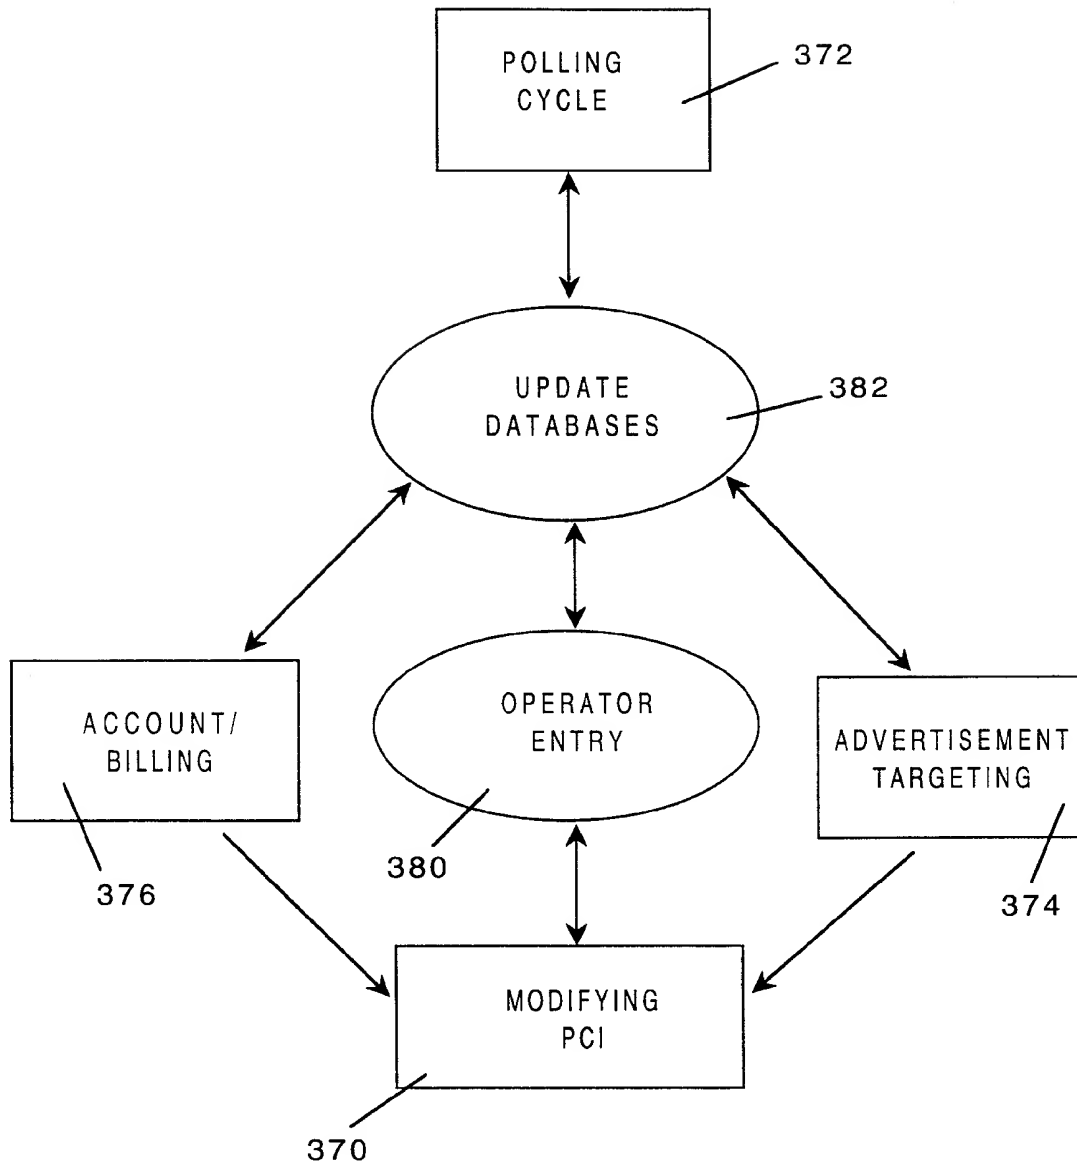 POLLING
CYCLE
372
UPDATE
DATABASES
382
ACCOUNT/
BILLING
376
OPERATOR
ENTRY
380
ADVERTISEMENT
TARGETING
374
MODIFYING
PCI
370